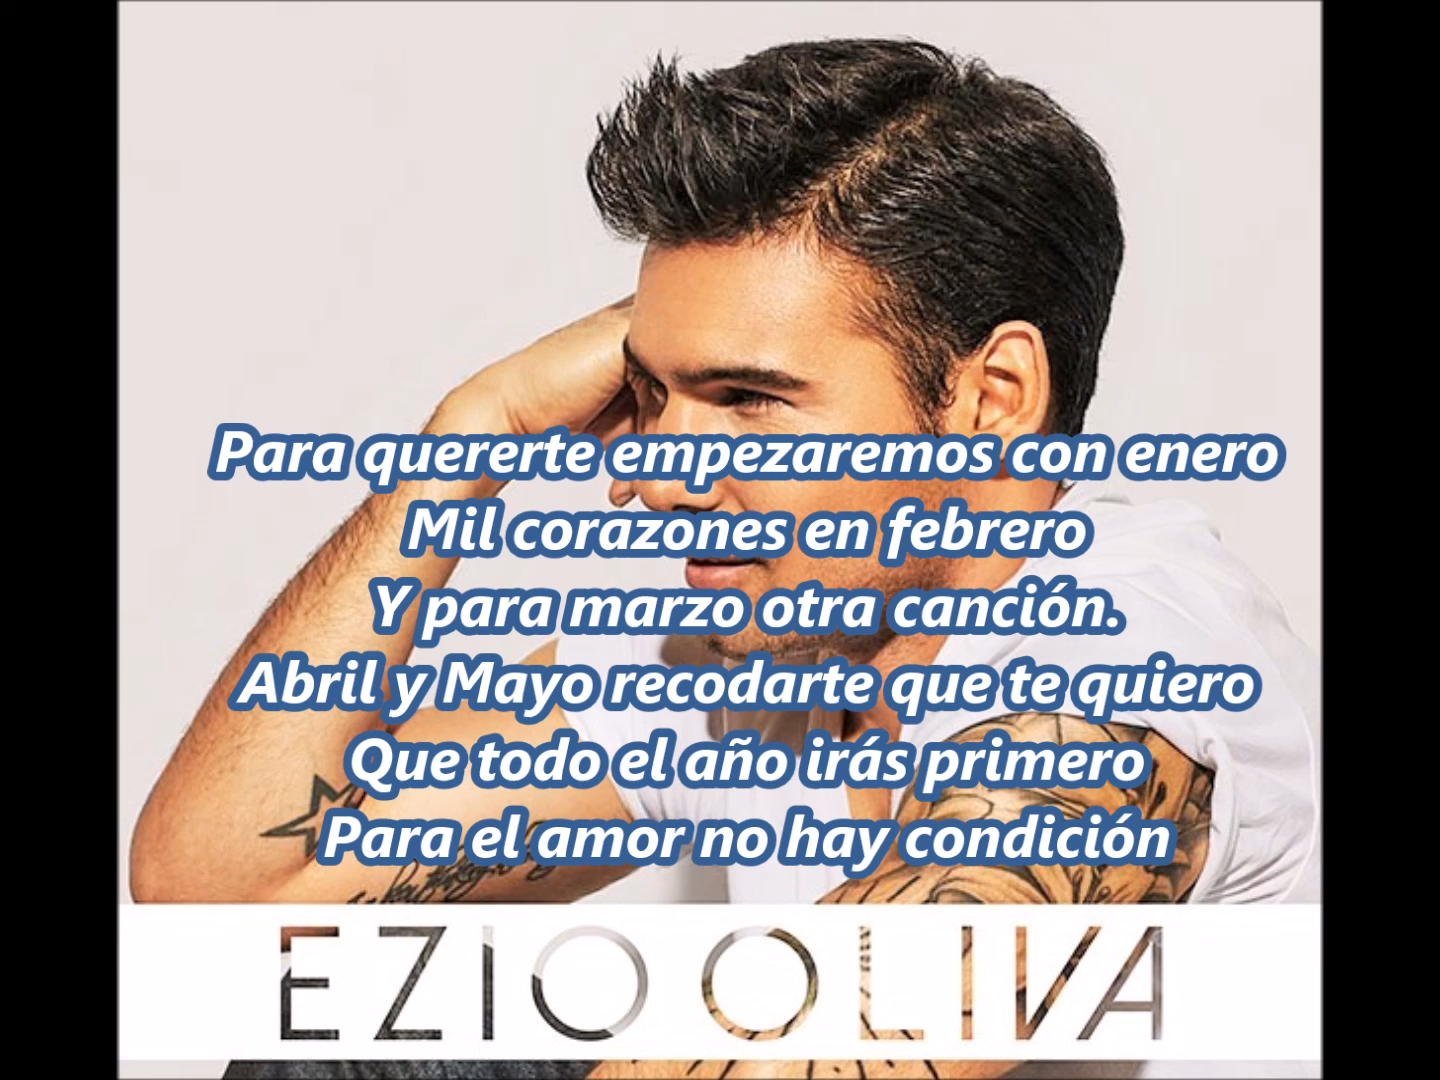 Para quererte empezaremos con enero
Mil corazones en febrero
Y para marzo otra canción.
Abril y Mayo recodarte que te quiero
Que todo el año irás primero
Para el amor no hay condición
EZIO OLIVA